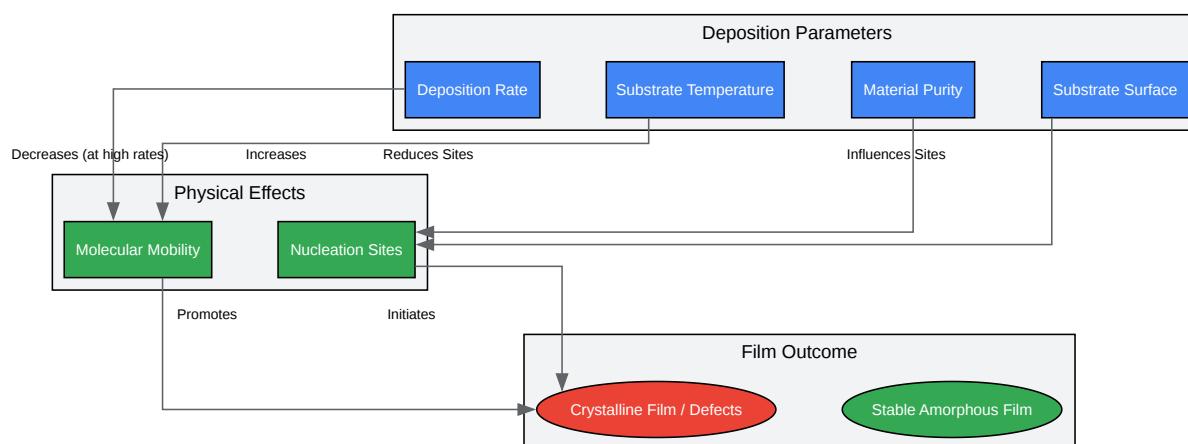 Deposition Parameters
Deposition Rate
Substrate Temperature
Material Purity
Substrate Surface
Decreases (at high rates)
Increases
Reduces Sites
Influences Sites
Physical Effects
Molecular Mobility
Nucleation Sites
Promotes
Initiates
Film Outcome
Crystalline Film / Defects
Stable Amorphous Film